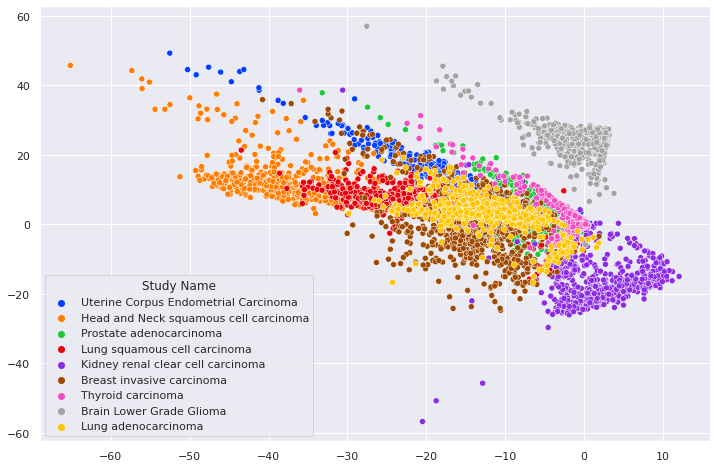 60
40
20
0
−20
−40
−60
Study Name
Uterine Corpus Endometrial Carcinoma
Head and Neck squamous cell carcinoma
Prostate adenocarcinoma
Lung squamous cell carcinoma
Kidney renal clear cell carcinoma
Breast invasive carcinoma
Thyroid carcinoma
Brain Lower Grade Glioma
Lung adenocarcinoma
−60 −50 −40 −30 −20 −10 0 10